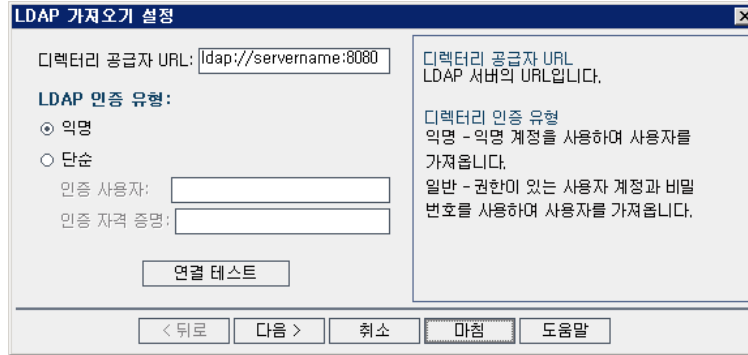 LDAP 가져오기 설정
디렉터리 공급자 URL: ldap://servername:8080
LDAP 인증 유형:
익명
단순
인증 사용자:
인증 자격 증명:
연결 테스트
디렉터리 공급자 URL
LDAP 서버의 URL입니다.
디렉터리 인증 유형
익명 - 익명 계정을 사용하여 사용자를
가져옵니다.
일반 - 권한이 있는 사용자 계정과 비밀
번호를 사용하여 사용자를 가져옵니다.
< 뒤로 다음 > 취소 마침 도움말